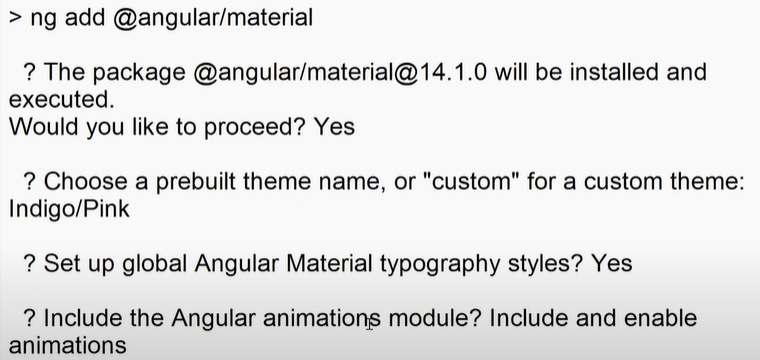 > ng add @angular/material
? The package @angular/material@14.1.0 will be installed and
executed.
Would you like to proceed? Yes
? Choose a prebuilt theme name, or "custom" for a custom theme:
Indigo/Pink
? Set up global Angular Material typography styles? Yes
? Include the Angular animations module? Include and enable
animations